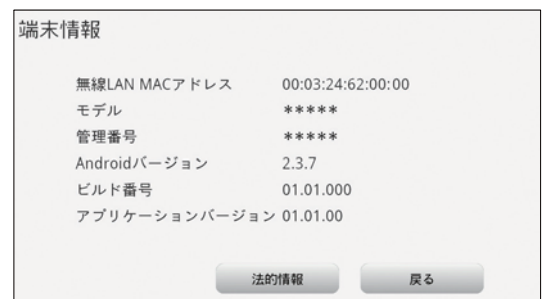 端末情報
無線LAN MACアドレス 00:03:24:62:00:00
モデル *****
管理番号 *****
Androidバージョン 2.3.7
ビルド番号 01.01.000
アプリケーションバージョン 01.01.00
法的情報 戻る